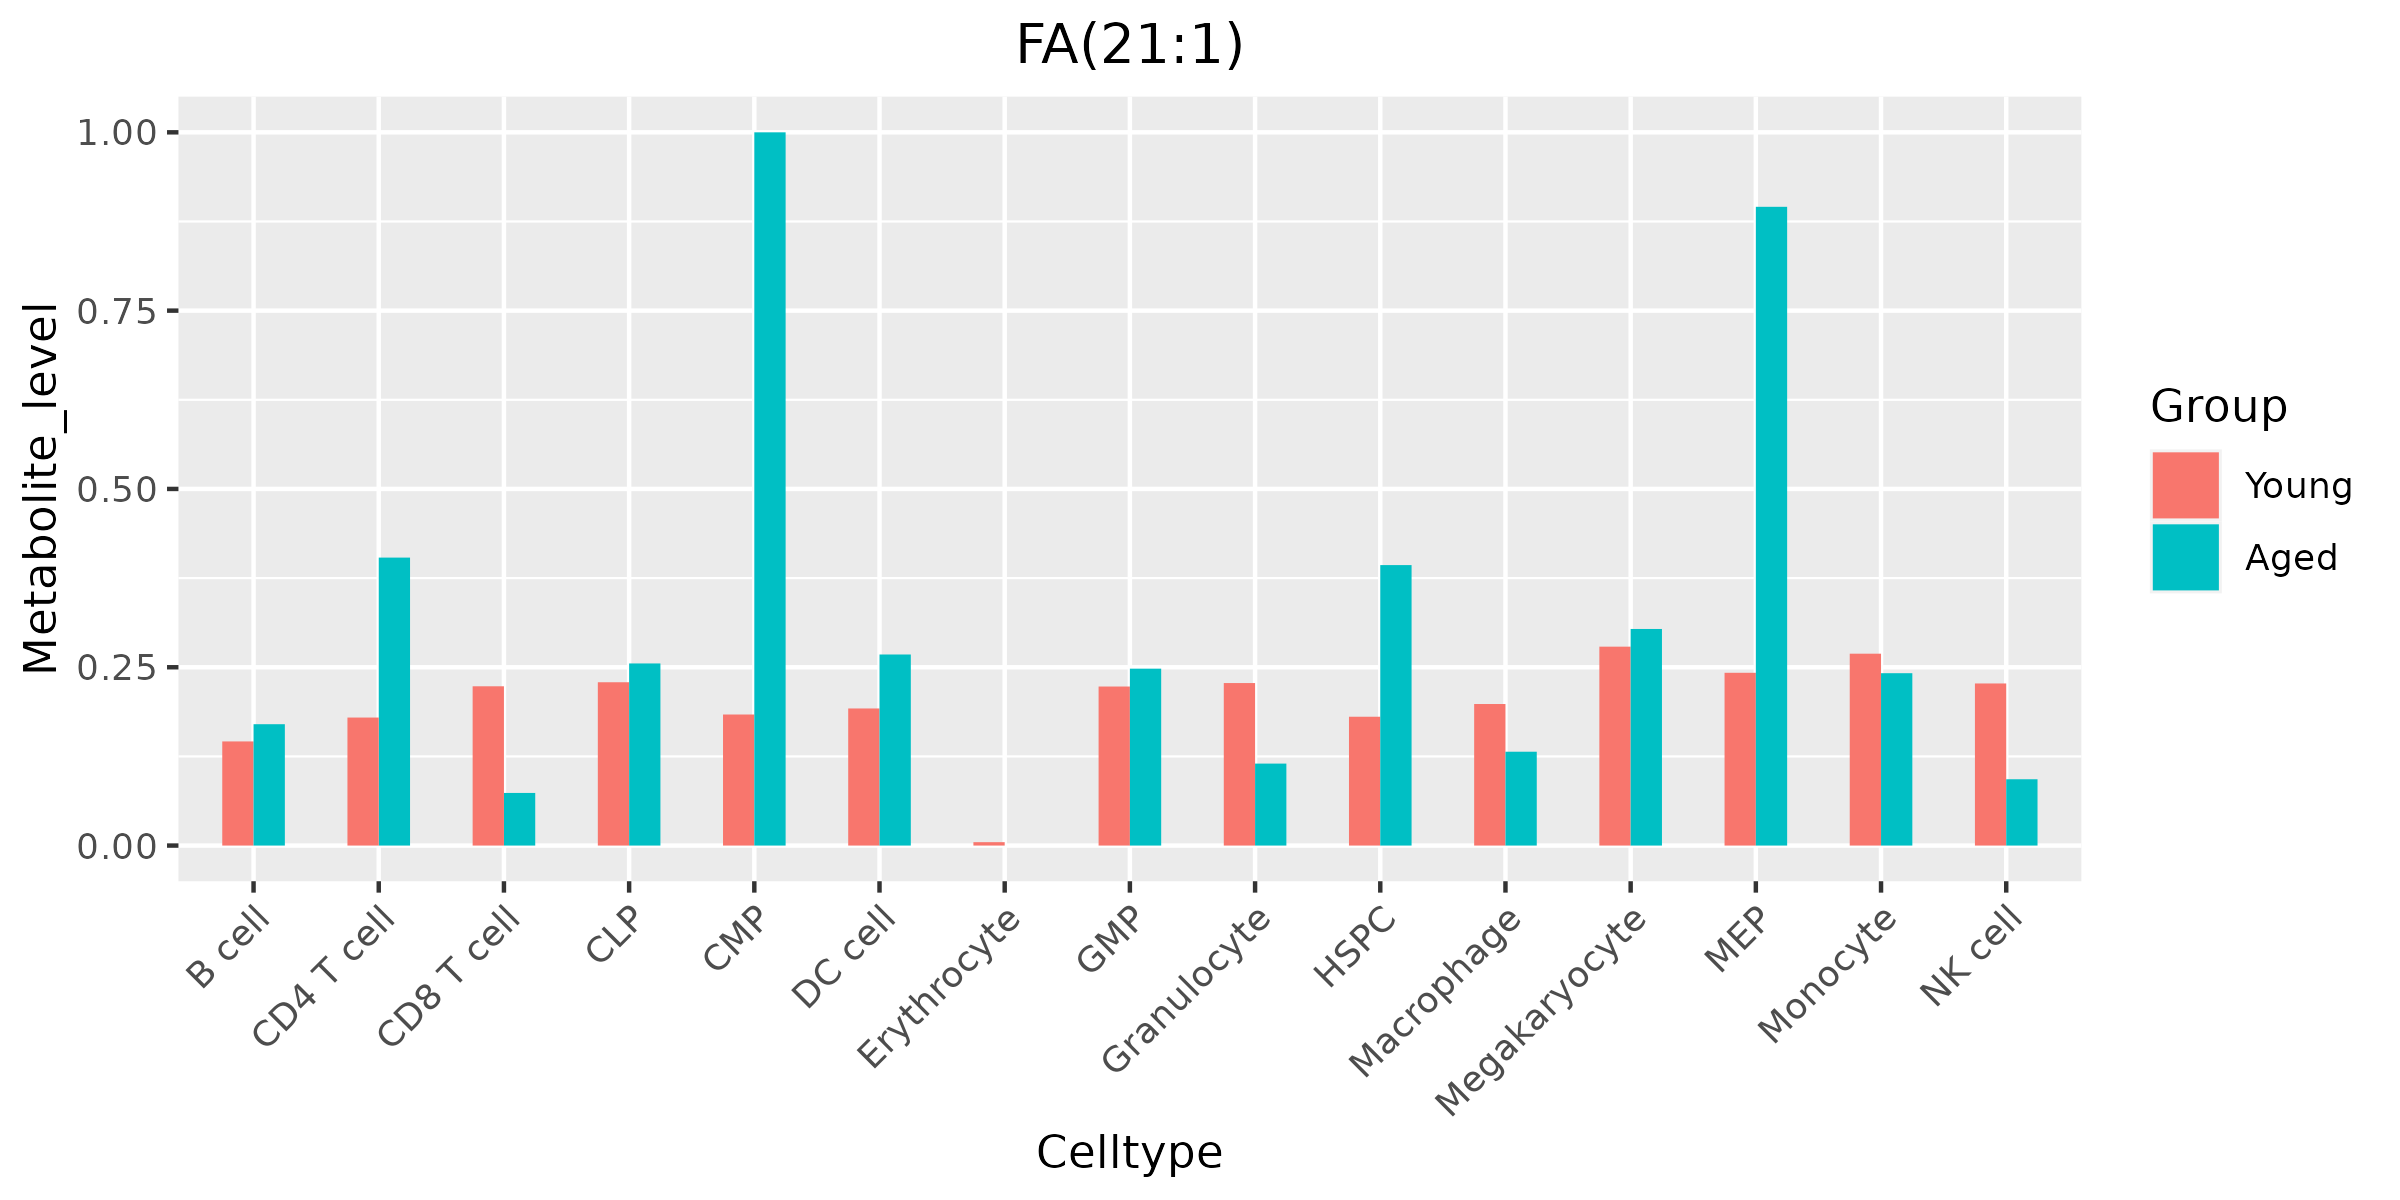 FA(21:1)
Metabolite_level
1.00
0.75
0.50
0.25
0.00
B cell
CD4 T cell
CD8 T cell
CLP
CMP
DC cell
Erythrocyte
GMP
Granulocyte
HSPC
Macrophage
Megakaryocyte
MEP
Monocyte
NK cell
Celltype
Group
Young
Aged